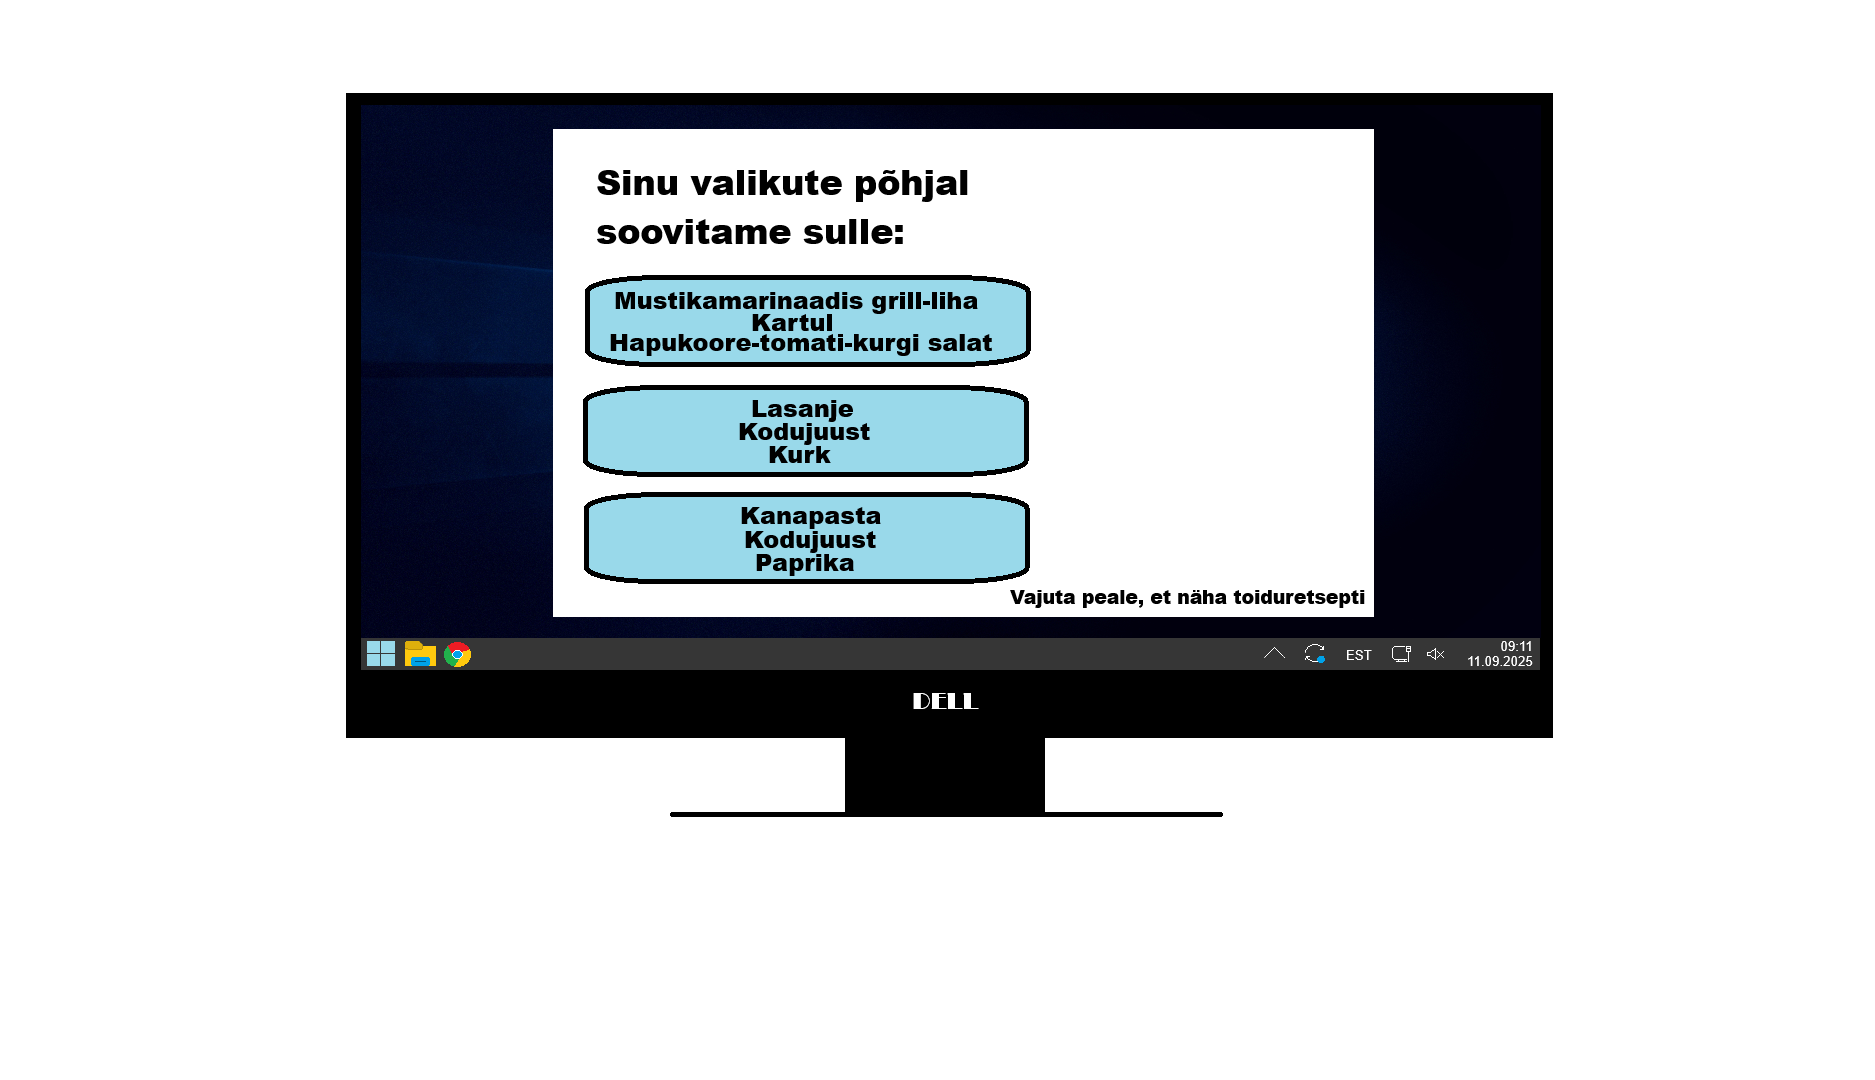 Sinu valikute põhjal
soovitame sulle:
Mustikamarinaadis grill-liha
Kartul
Hapukoore-tomati-kurgi salat
Lasanje
Kodujuust
Kurk
Kanapasta
Kodujuust
Paprika
Vajuta peale, et näha toiduretsepti
EST
09:11
11.09.2025
DELL